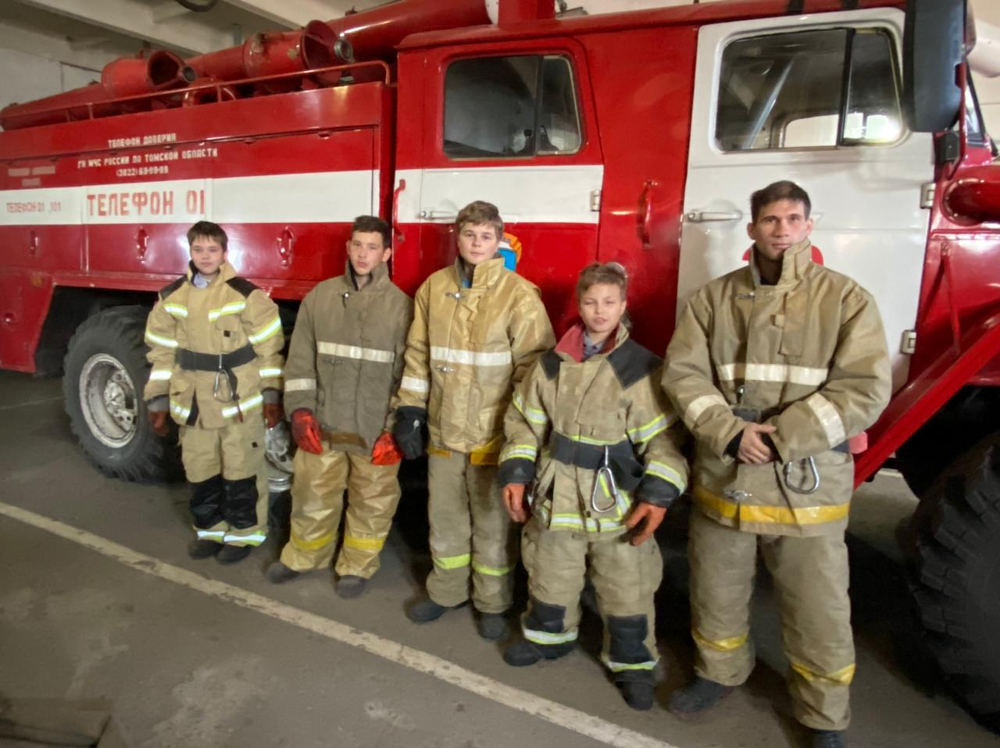 ТЕЛЕФОН ДОВЕРИЯ
ГУ МЧС РОССИИ ПО ТОМСКОЙ ОБЛАСТИ
(3822) 69-99-99
ТЕЛЕФОН 01 ,101
ТЕЛЕФОН 01